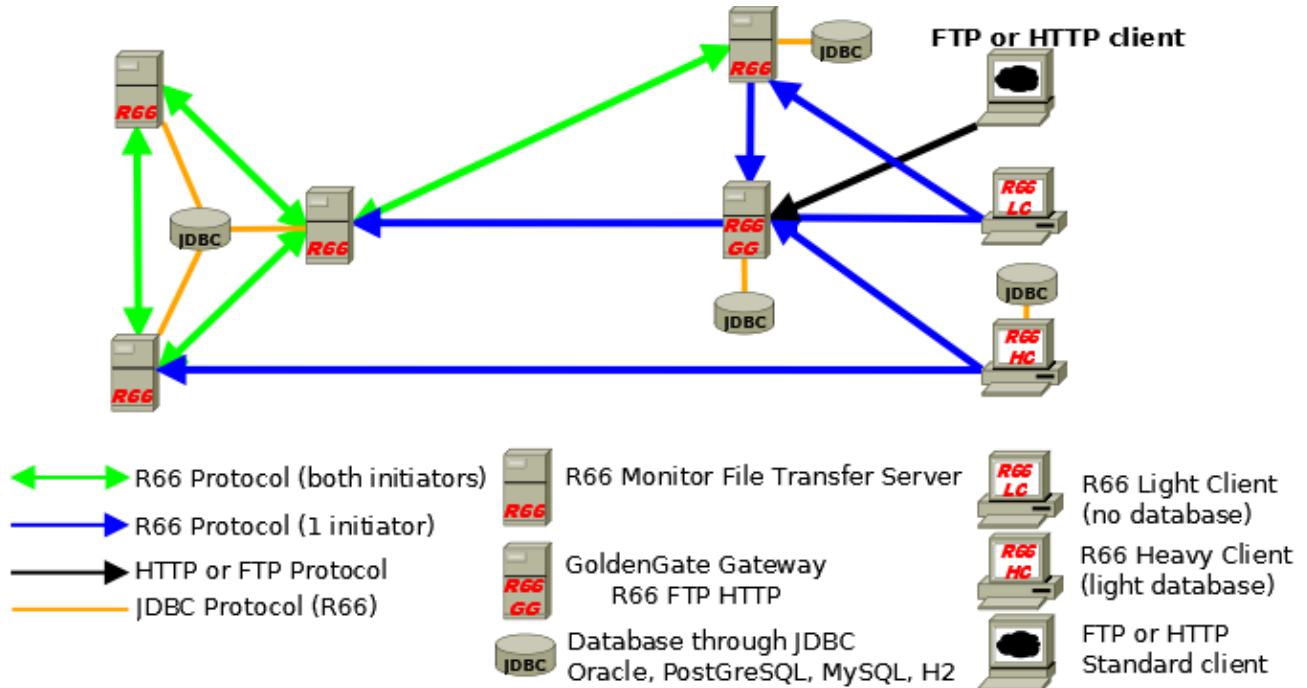 FTP or HTTP client
R66
JDBC
R66
R66
LC
JDBC
R66
R66
GG
JDBC
JDBC
R66
HC
R66
R66 Protocol (both initiators)
R66 Protocol (1 initiator)
HTTP or FTP Protocol
JDBC Protocol (R66)
R66
R66 Monitor File Transfer Server
R66
GG
GoldenGate Gateway
R66 FTP HTTP
JDBC
Database through JDBC
Oracle, PostGreSQL, MySQL, H2
R66
LC
R66 Light Client
(no database)
R66
HC
R66 Heavy Client
(light database)
FTP or HTTP
Standard client